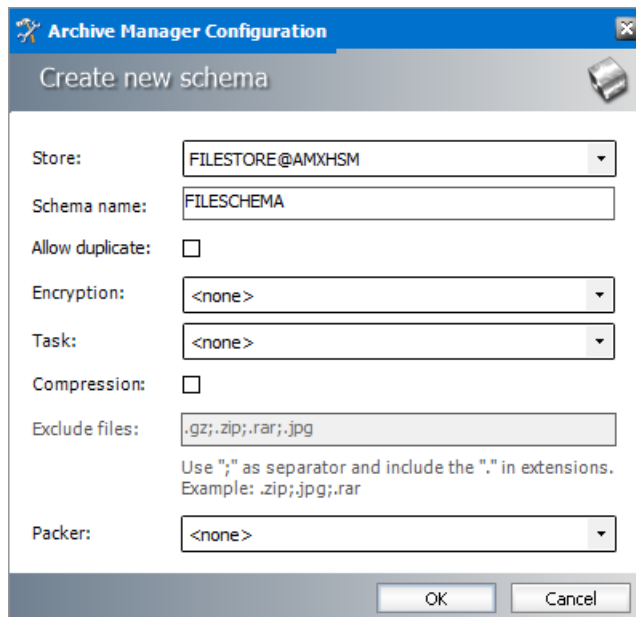 Archive Manager Configuration
Create new schema
Store: FILESTORE@AMXHSM
Schema name: FILESCHEMA
Allow duplicate:
Encryption: <none>
Task: <none>
Compression:
Exclude files: .gz;.zip;.rar;.jpg
Use ";" as separator and include the "." in extensions.
Example: .zip;.jpg;.rar
Packer: <none>
OK Cancel